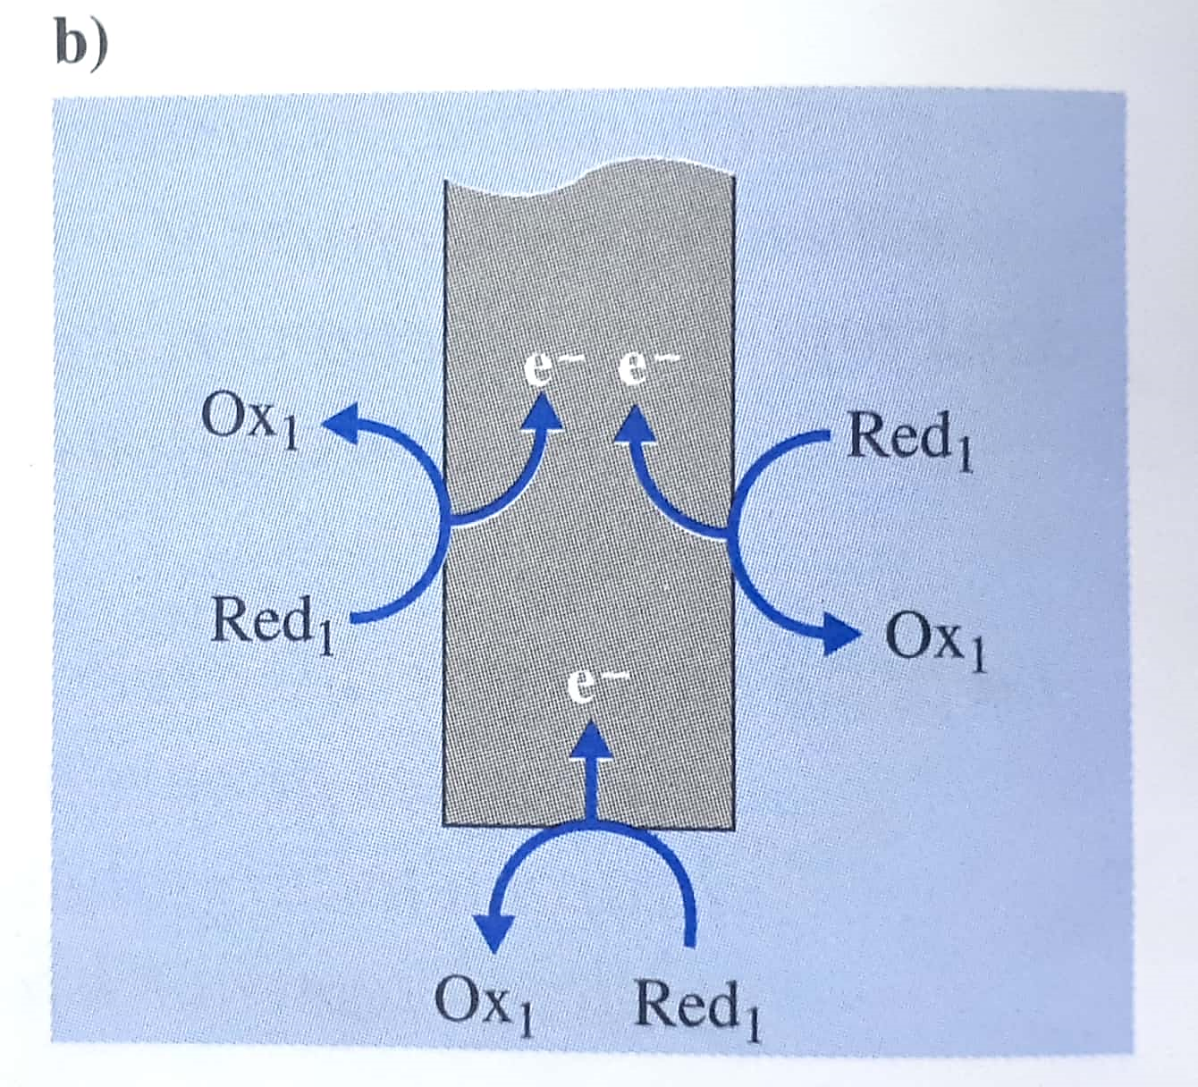 b)
e⁻ e⁻
Ox₁
Red₁
Red₁
Ox₁
e⁻
Ox₁ Red₁